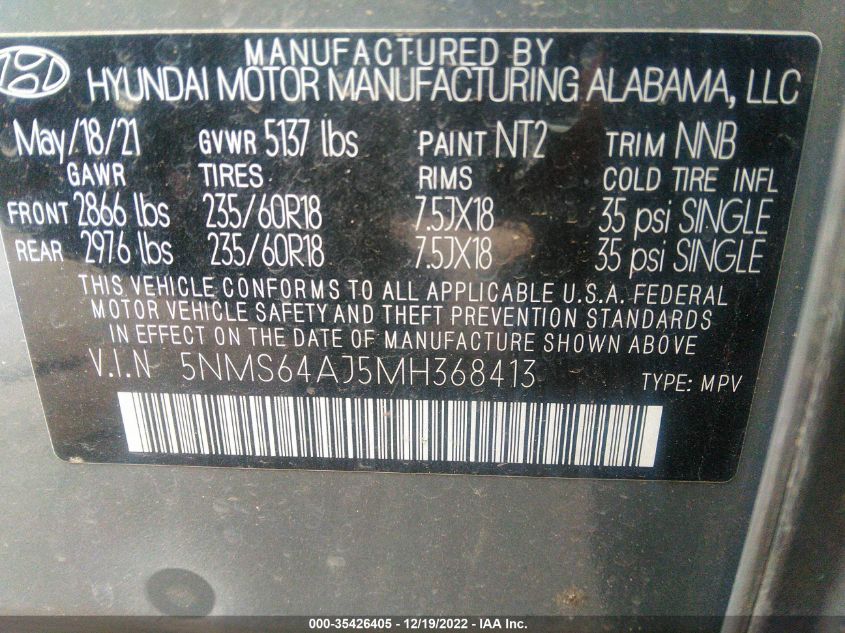 MANUFACTURED BY
HYUNDAI MOTOR MANUFACTURING ALABAMA, LLC
May/18/21 GVWR 5137 lbs PAINT NT2 TRIM NNB
GAWR TIRES RIMS COLD TIRE INFL
FRONT 2866 lbs 235/60R18 7.5JX18 35 psi SINGLE
REAR 2976 lbs 235/60R18 7.5JX18 35 psi SINGLE
THIS VEHICLE CONFORMS TO ALL APPLICABLE U.S.A. FEDERAL
MOTOR VEHICLE SAFETY AND THEFT PREVENTION STANDARDS
IN EFFECT ON THE DATE OF MANUFACTURE SHOWN ABOVE
V.I.N 5NMS64AJ5MH368413 TYPE: MPV
000-35426405 - 12/19/2022 - IAA Inc.